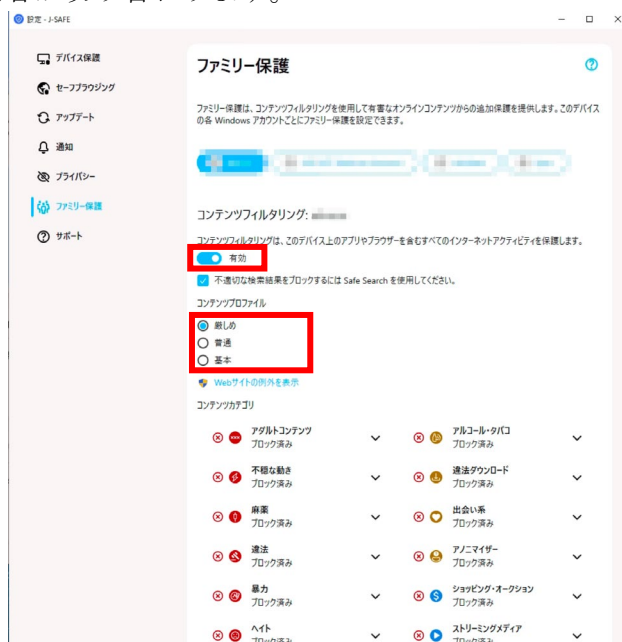 設定 - J-SAFE
デバイス保護
セーフブラウジング
アップデート
通知
プライバシー
ファミリー保護
サポート
ファミリー保護
ファミリー保護は、コンテンツフィルタリングを使用して有害なオンラインコンテンツからの追加保護を提供します。このデバイス
の各 Windows アカウントごとにファミリー保護を設定できます。
コンテンツフィルタリング:
コンテンツフィルタリングは、このデバイス上のアプリやブラウザーを含むすべてのインターネットアクティビティを保護します。
有効
不適切な検索結果をブロックするには Safe Search を使用してください。
コンテンツプロファイル
厳しめ
普通
基本
Webサイトの例外を表示
コンテンツカテゴリ
アダルトコンテンツ
ブロック済み
アルコール・タバコ
ブロック済み
不穏な動き
ブロック済み
違法ダウンロード
ブロック済み
麻薬
ブロック済み
出会い系
ブロック済み
違法
ブロック済み
アノニマイザー
ブロック済み
暴力
ブロック済み
ショッピング・オークション
ブロック済み
ヘイト
ブロック済み
ストリーミングメディア
ブロック済み